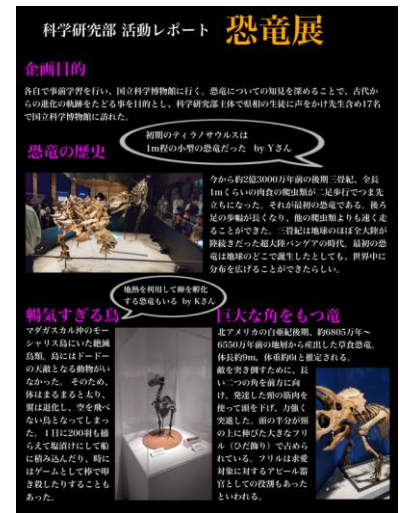 科学研究部 活動レポート 恐竜展
企画目的
各自で事前学習を行い、国立科学博物館に行く。恐竜についての知見を深めることで、古代か
らの進化の軌跡をたどる事を目的とし、科学研究部主体で県相の生徒に声をかけ先生含め17名
で国立科学博物館に訪れた。
初期のティラノサウルスは
1m程の小型の恐竜だった by Yさん
恐竜の歴史
今から約2億3000万年前の後期三畳紀、全長
1mくらいの肉食の爬虫類が二足歩行でつま先
立ちになった。それが最初の恐竜である。後ろ
足の歩幅が長くなり、他の爬虫類よりも速く走
ることができた。三畳紀は地球のほぼ全大陸が
陸続きだった超大陸パンゲアの時代。最初の恐
竜は地球のどこで誕生したとしても、世界中に
分布を広げることができたらしい。
地熱を利用して卵を孵化
する恐竜もいる by Kさん
暢気すぎる鳥
マダガスカル沖のモー
シャリス島にいた絶滅
鳥類。島にはドードー
の天敵となる動物がい
なかった。 そのため、
体はまるまると太り、
翼は退化し、空を飛べ
ない鳥となってしまっ
た。1日に200羽も捕
らえて塩漬けにして船
に積み込んだり、時に
はゲームとして棒で叩
き殺したりすることも
あった。
巨大な角をもつ竜
北アメリカの白亜紀後期、約6805万年～
6550万年前の地層から産出した草食恐竜。
体長約9m、体重約6tと推定される。
敵を突き倒すために、長
い二つの角を前方に向
け、発達した頸の筋肉を
使って頭を下げ、力強く
突進した。頭の半分が頸
の上に伸びた大きなフリ
ル（ひだ飾り）で占めら
れている。フリルは求愛
対象に対するアピール器
官としての役割もあった
といわれる。